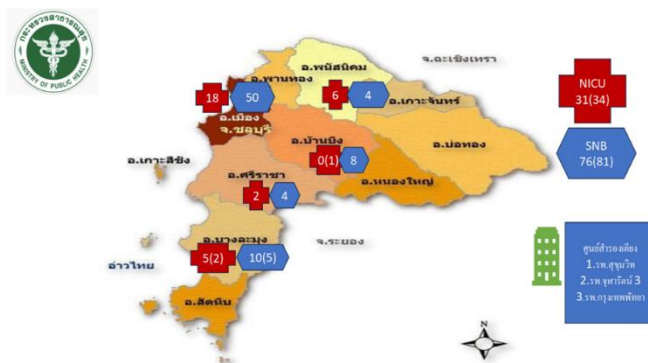 กระทรวงสาธารณสุข
MINISTRY OF PUBLIC HEALTH
อ.พนัสนิคม
จ.ฉะเชิงเทรา
อ.พานทอง
18
50
6
4
อ.เกาะจันทร์
อ.เมือง
จ.ชลบุรี
อ.บ้านบึง
อ.บ่อทอง
0(1)
8
อ.เกาะสีชัง
อ.ศรีราชา
อ.หนองใหญ่
2
4
อ.บางละมุง
จ.ระยอง
5(2)
10(5)
อ่าวไทย
อ.สัตหีบ
N
NICU
31(34)
SNB
76(81)
ศูนย์สำรองเตียง
1.รพ.สุขุมวิท
2.รพ.จุฬารัตน์ 3
3.รพ.กรุงเทพพัทยา